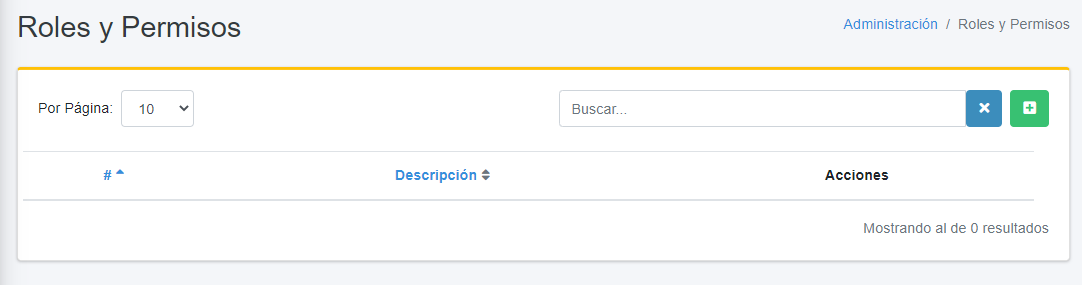 Roles y Permisos
Administración / Roles y Permisos
Por Página: 10
Buscar...
# Descripción Acciones
Mostrando al de 0 resultados